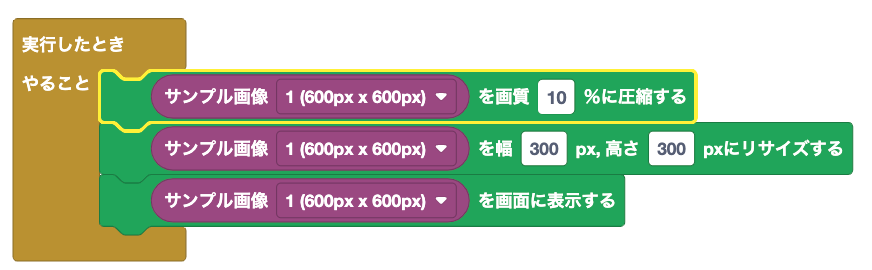 実行したとき
やること
サンプル画像 1 (600px x 600px) を画質 10 %に圧縮する
サンプル画像 1 (600px x 600px) を幅 300 px, 高さ 300 pxにリサイズする
サンプル画像 1 (600px x 600px) を画面に表示する